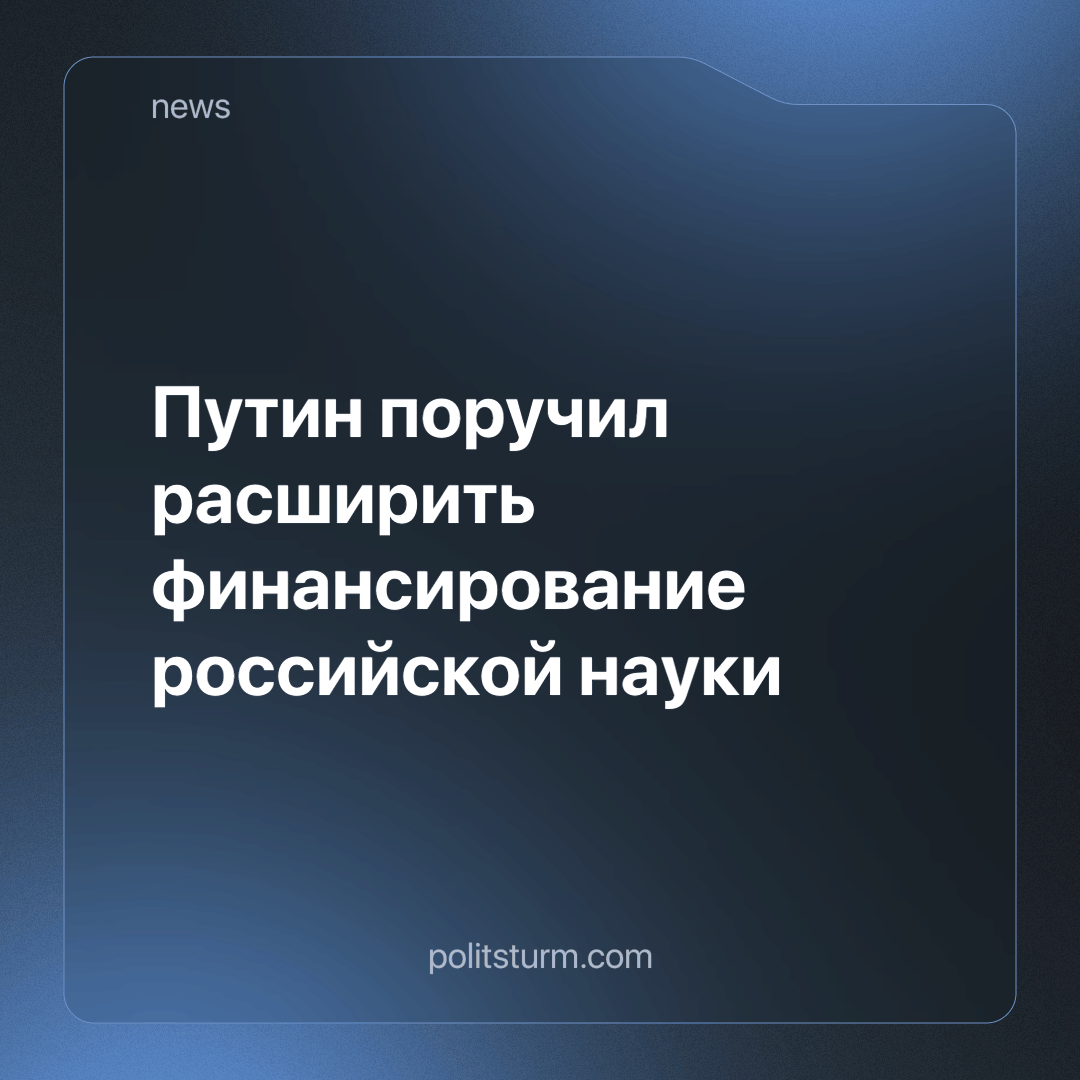 news
Путин поручил
расширить
финансирование
российской науки
politsturm.com